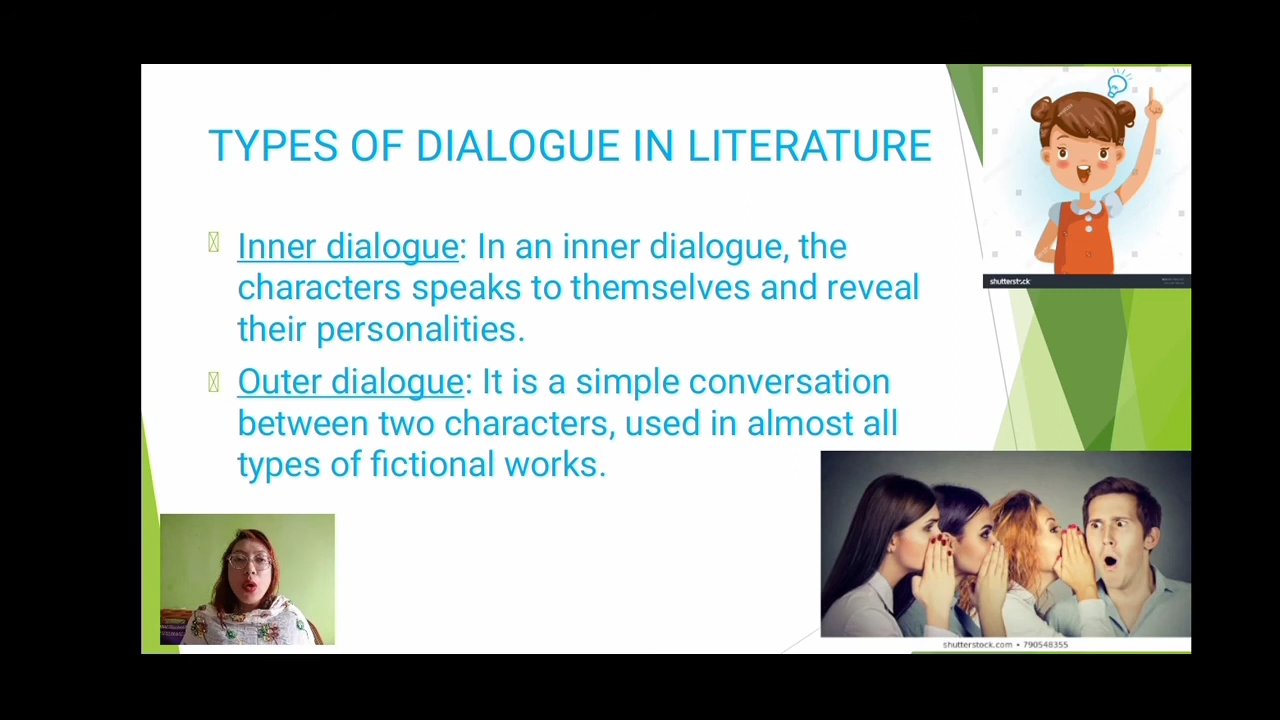 TYPES OF DIALOGUE IN LITERATURE
Inner dialogue: In an inner dialogue, the
characters speaks to themselves and reveal
their personalities.
Outer dialogue: It is a simple conversation
between two characters, used in almost all
types of fictional works.
shutterstock
shutterstock.com • 790548355